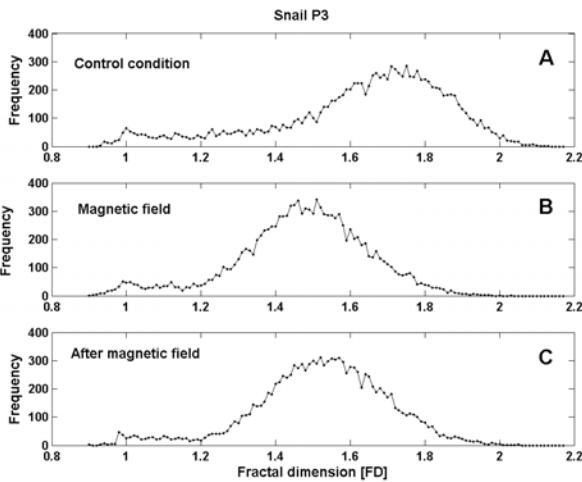 Snail P3
400
300
200
100
0
Frequency
Control condition
A
0.8 1 1.2 1.4 1.6 1.8 2 2.2
400
300
200
100
0
Frequency
Magnetic field
B
0.8 1 1.2 1.4 1.6 1.8 2 2.2
400
300
200
100
0
Frequency
After magnetic field
C
0.8 1 1.2 1.4 1.6 1.8 2 2.2
Fractal dimension [FD]